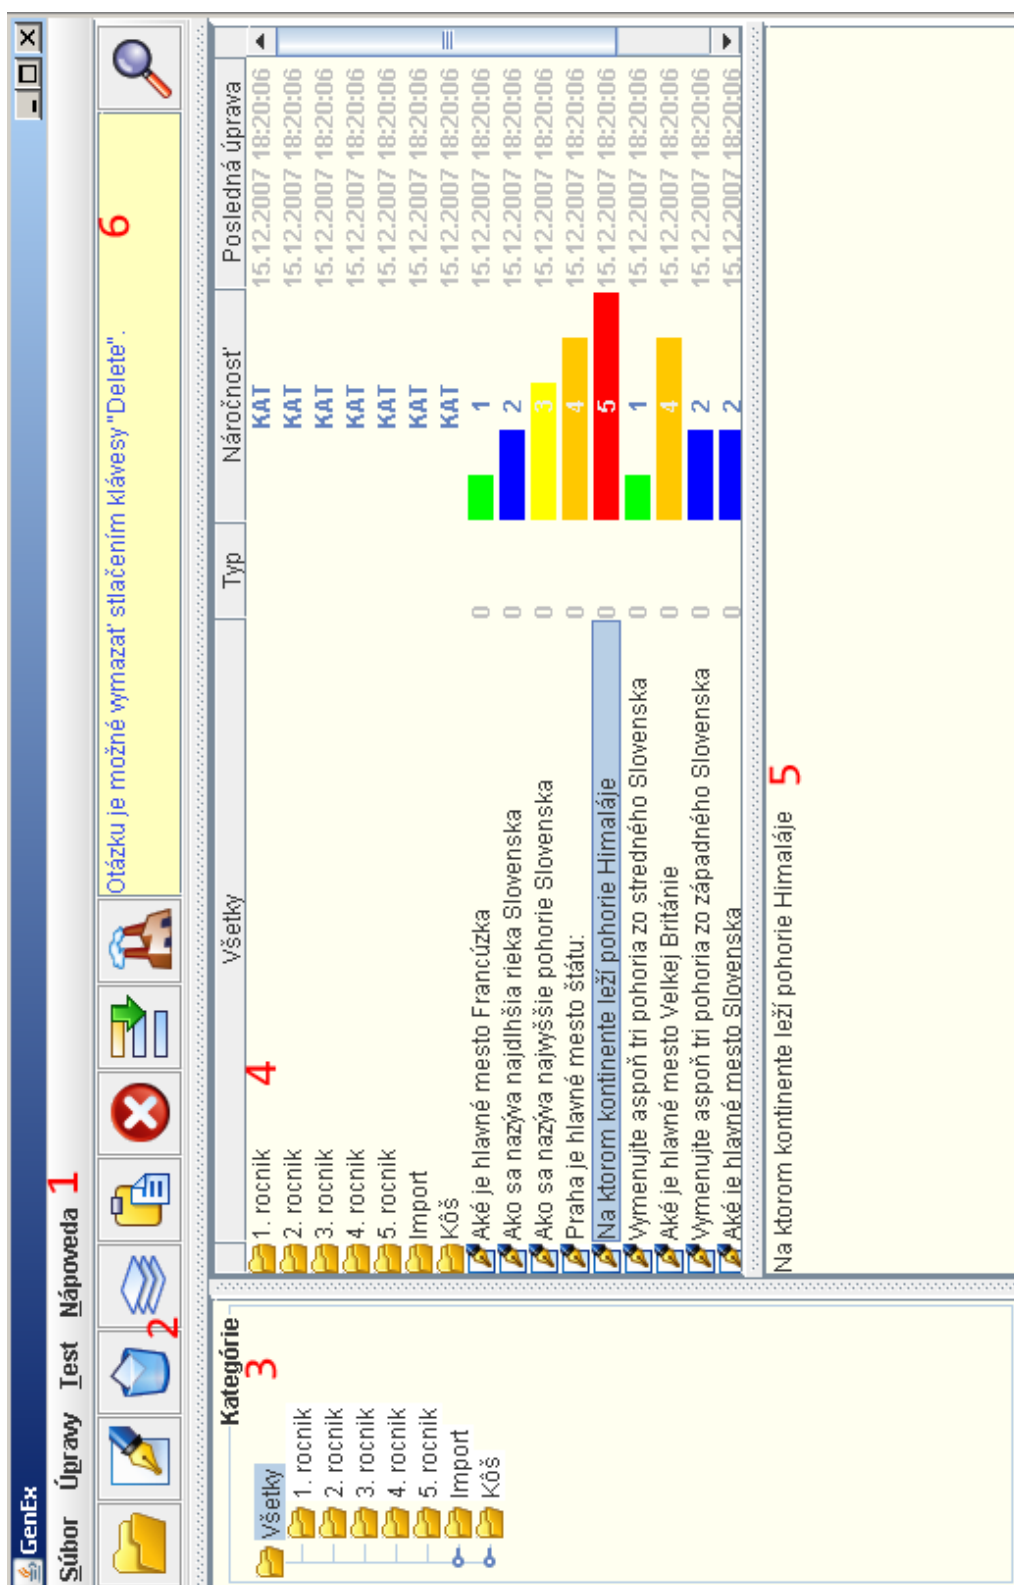 GenEx
Súbor Úpravy Test Nápoveda 1
2
Otázku je možné vymazať stlačením klávesy "Delete".
6
Kategórie
3
Všetky
1. rocnik
2. rocnik
3. rocnik
4. rocnik
5. rocnik
Import
Kôš
Všetky Typ Náročnosť Posledná úprava
4
1. rocnik KAT 15.12.2007 18:20:06
2. rocnik KAT 15.12.2007 18:20:06
3. rocnik KAT 15.12.2007 18:20:06
4. rocnik KAT 15.12.2007 18:20:06
5. rocnik KAT 15.12.2007 18:20:06
Import KAT 15.12.2007 18:20:06
Kôš KAT 15.12.2007 18:20:06
Aké je hlavné mesto Francúzka 0 1 15.12.2007 18:20:06
Ako sa nazýva najdlhšia rieka Slovenska 0 2 15.12.2007 18:20:06
Ako sa nazýva najvyššie pohorie Slovenska 0 3 15.12.2007 18:20:06
Praha je hlavné mesto štátu: 0 4 15.12.2007 18:20:06
Na ktorom kontinente leží pohorie Himaláje 0 5 15.12.2007 18:20:06
Vymenujte aspoň tri pohoria zo stredného Slovenska 0 1 15.12.2007 18:20:06
Aké je hlavné mesto Velkej Británie 0 4 15.12.2007 18:20:06
Vymenujte aspoň tri pohoria zo západného Slovenska 0 2 15.12.2007 18:20:06
Aké je hlavné mesto Slovenska 0 2 15.12.2007 18:20:06
Na ktorom kontinente leží pohorie Himaláje 5